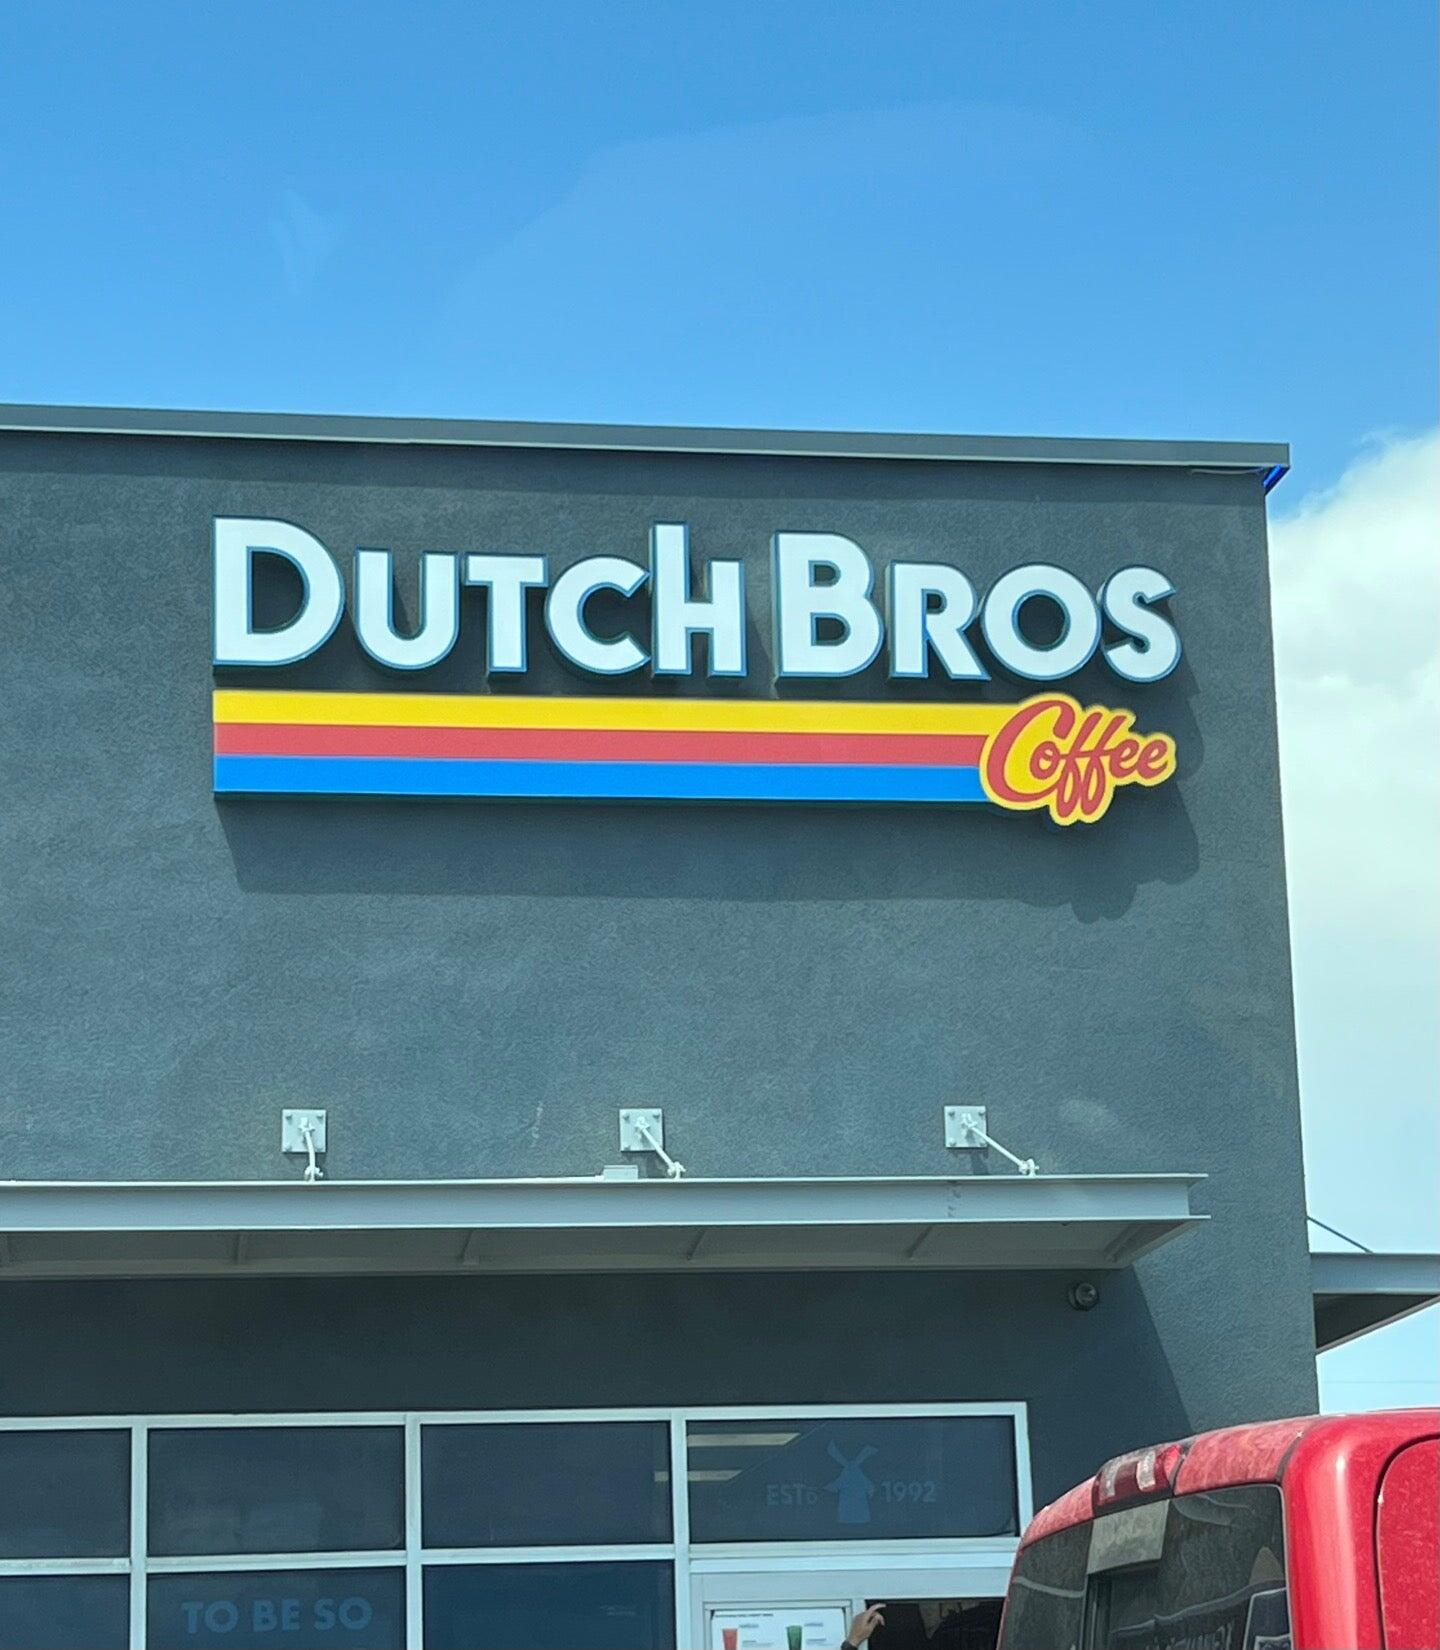 DUTCH BROS
Coffee
ESTD 1992
TO BE SO